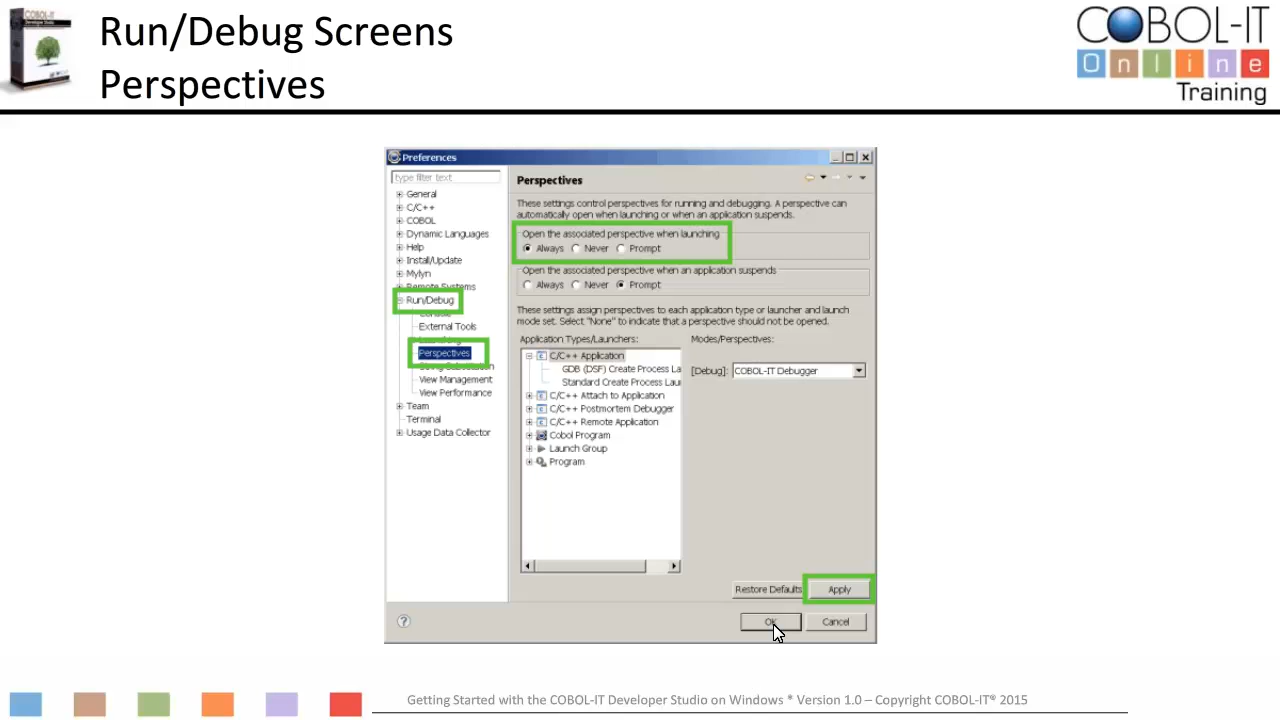 Run/Debug Screens
Perspectives
COBOL-IT
Online
Training
Preferences
type filter text
General
C/C++
COBOL
Dynamic Languages
Help
Install/Update
Mylyn
Remote Systems
Run/Debug
Console
External Tools
Launching
Perspectives
String Substitution
View Management
View Performance
Team
Terminal
Usage Data Collector
Perspectives
These settings control perspectives for running and debugging. A perspective can
automatically open when launching or when an application suspends.
Open the associated perspective when launching
Always Never Prompt
Open the associated perspective when an application suspends
Always Never Prompt
These settings assign perspectives to each application type or launcher and launch
mode set. Select "None" to indicate that a perspective should not be opened.
Application Types/Launchers:
C/C++ Application
GDB (DSF) Create Process La
Standard Create Process Lau
C/C++ Attach to Application
C/C++ Postmortem Debugger
C/C++ Remote Application
Cobol Program
Launch Group
Program
Modes/Perspectives:
[Debug]: COBOL-IT Debugger
Restore Defaults Apply
? OK Cancel
Getting Started with the COBOL-IT Developer Studio on Windows * Version 1.0 – Copyright COBOL-IT® 2015